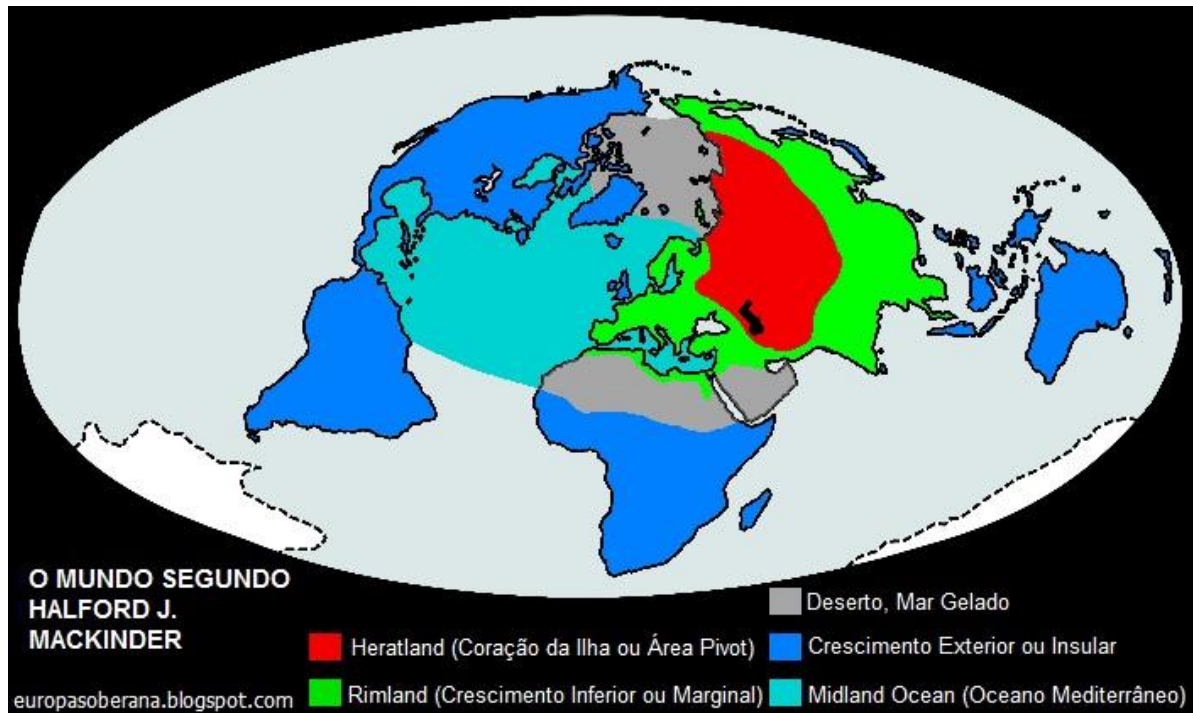 O MUNDO SEGUNDO
HALFORD J.
MACKINDER
europasoberana.blogspot.com
Heratland (Coração da Ilha ou Área Pivot)
Rimland (Crescimento Inferior ou Marginal)
Deserto, Mar Gelado
Crescimento Exterior ou Insular
Midland Ocean (Oceano Mediterrâneo)